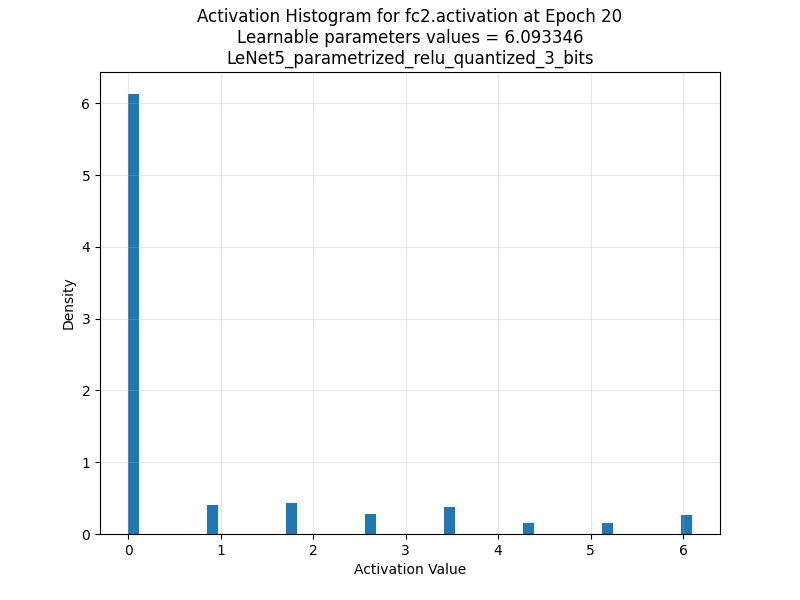 Activation Histogram for fc2.activation at Epoch 20
Learnable parameters values = 6.093346
LeNet5_parametrized_relu_quantized_3_bits
6
5
4
3
2
1
0
Density
0 1 2 3 4 5 6
Activation Value